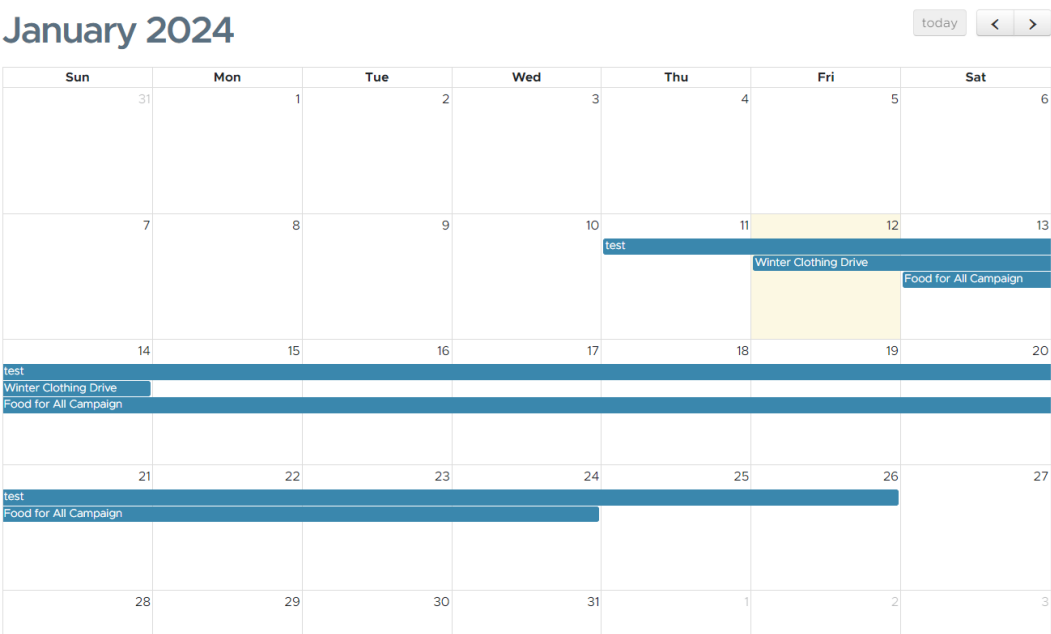 January 2024
today
Sun Mon Tue Wed Thu Fri Sat
31 1 2 3 4 5 6
7 8 9 10 11 12 13
test
Winter Clothing Drive
Food for All Campaign
14 15 16 17 18 19 20
test
Winter Clothing Drive
Food for All Campaign
21 22 23 24 25 26 27
test
Food for All Campaign
28 29 30 31 1 2 3